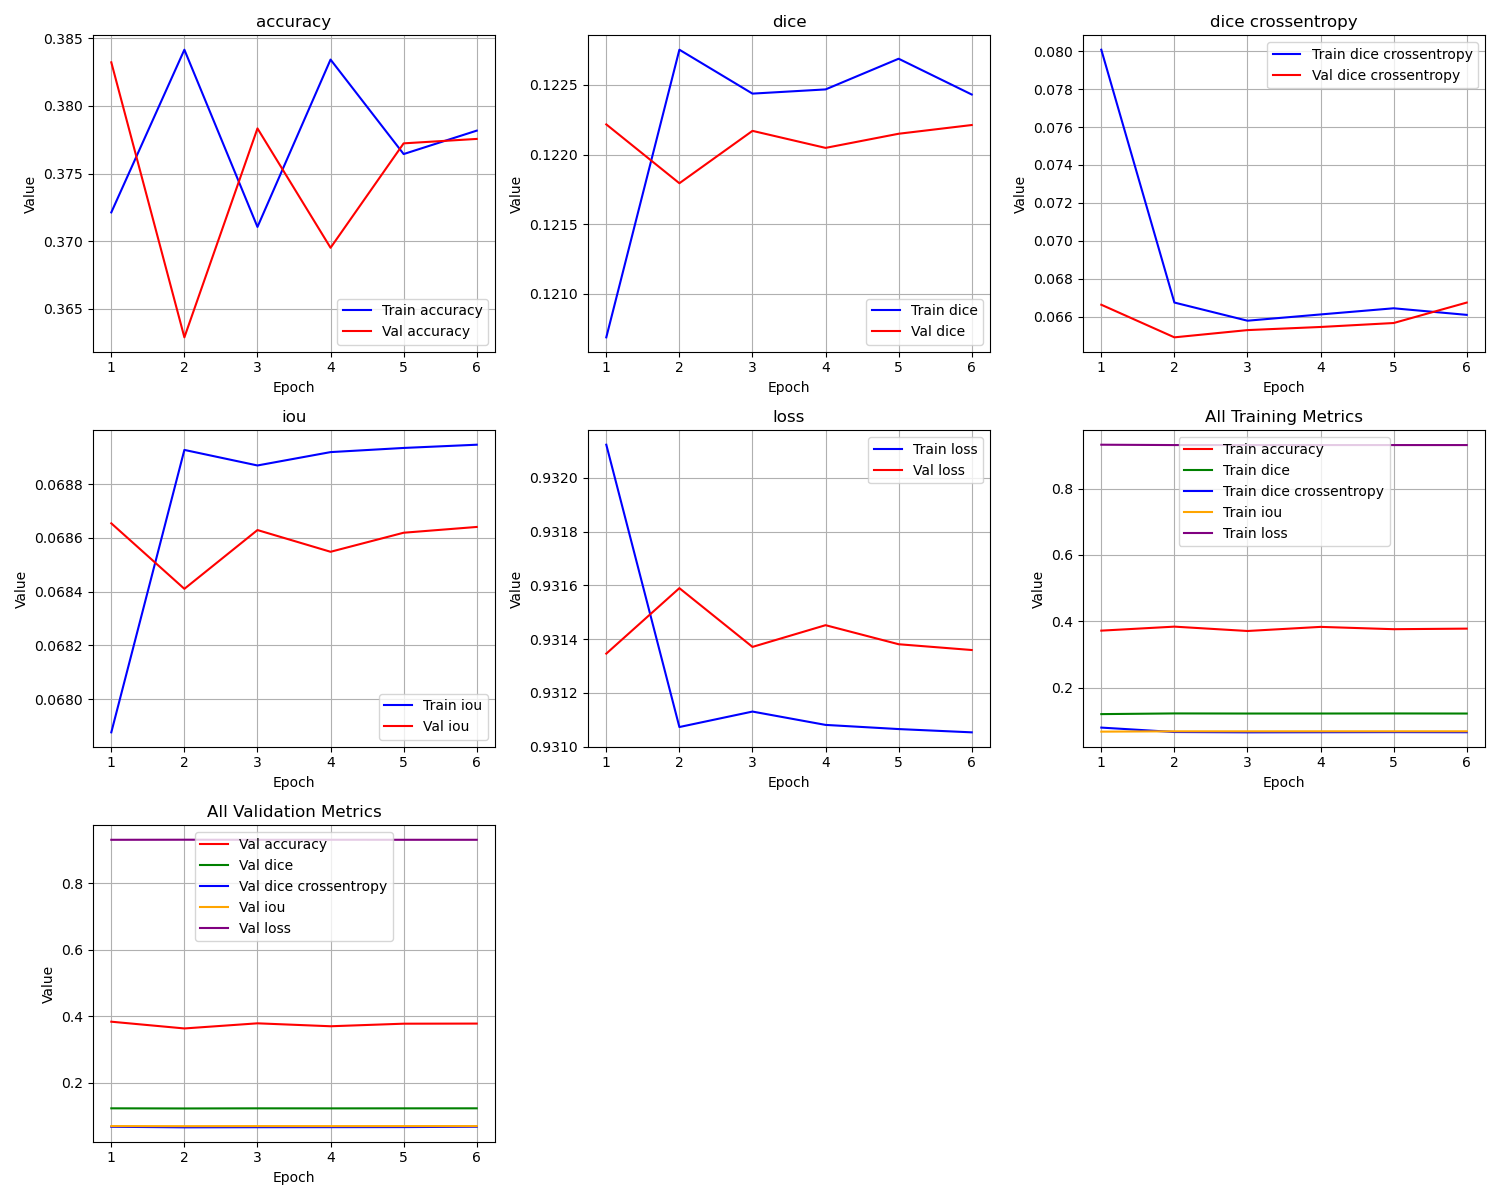 accuracy
0.385
0.380
0.375
0.370
0.365
Value
1 2 3 4 5 6
Epoch
Train accuracy
Val accuracy
dice
0.1225
0.1220
0.1215
0.1210
Value
1 2 3 4 5 6
Epoch
Train dice
Val dice
dice crossentropy
0.080
0.078
0.076
0.074
0.072
0.070
0.068
0.066
Value
1 2 3 4 5 6
Epoch
Train dice crossentropy
Val dice crossentropy
iou
0.0688
0.0686
0.0684
0.0682
0.0680
Value
1 2 3 4 5 6
Epoch
Train iou
Val iou
loss
0.9320
0.9318
0.9316
0.9314
0.9312
0.9310
Value
1 2 3 4 5 6
Epoch
Train loss
Val loss
All Training Metrics
0.8
0.6
0.4
0.2
Value
1 2 3 4 5 6
Epoch
Train accuracy
Train dice
Train dice crossentropy
Train iou
Train loss
All Validation Metrics
0.8
0.6
0.4
0.2
Value
1 2 3 4 5 6
Epoch
Val accuracy
Val dice
Val dice crossentropy
Val iou
Val loss